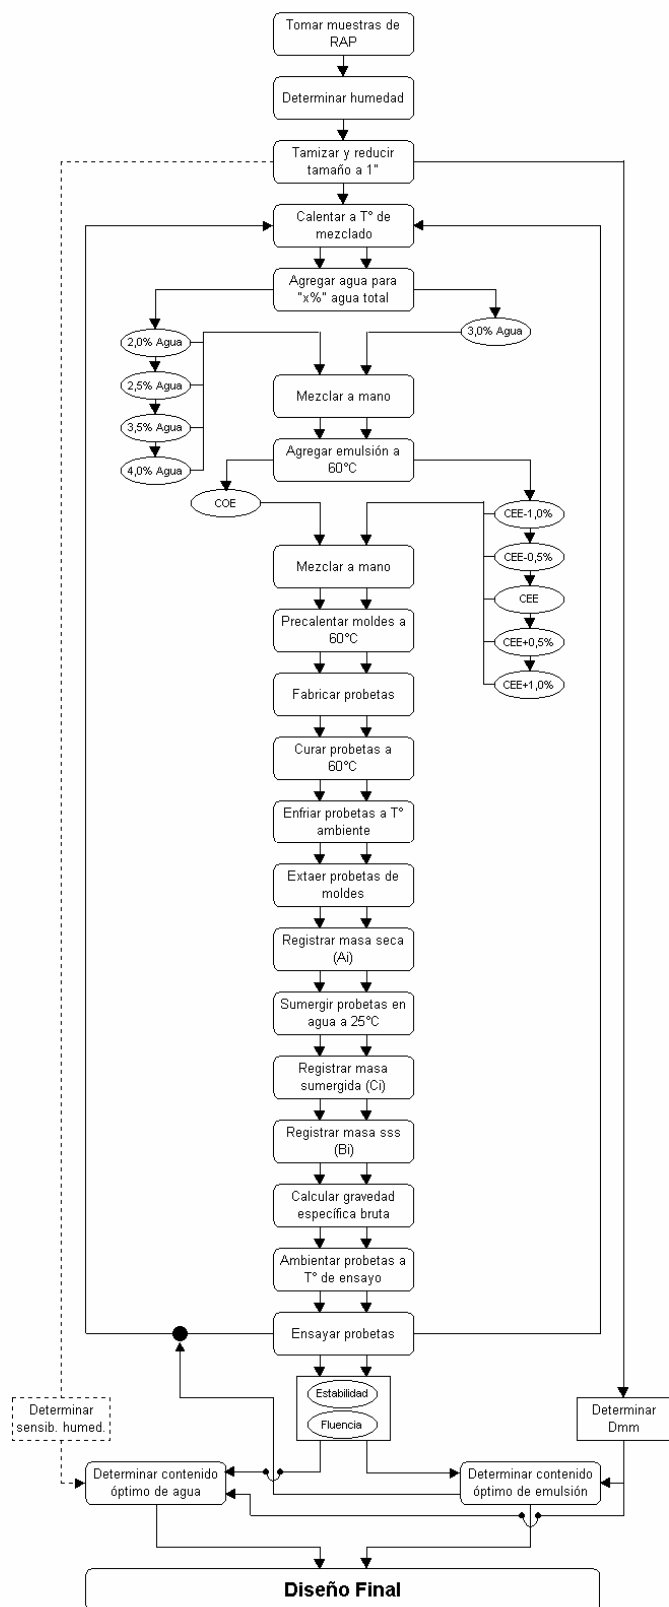 Tomar muestras de
RAP
Determinar humedad
Tamizar y reducir
tamaño a 1"
Calentar a T° de
mezclado
Agregar agua para
"x%" agua total
2,0% Agua
3,0% Agua
2,5% Agua
3,5% Agua
4,0% Agua
Mezclar a mano
Agregar emulsión a
60°C
COE
CEE-1,0%
CEE-0,5%
CEE
CEE+0,5%
CEE+1,0%
Mezclar a mano
Precalentar moldes a
60°C
Fabricar probetas
Curar probetas a
60°C
Enfriar probetas a T°
ambiente
Extaer probetas de
moldes
Registrar masa seca
(Ai)
Sumergir probetas en
agua a 25°C
Registrar masa
sumergida (Ci)
Registrar masa sss
(Bi)
Calcular gravedad
específica bruta
Ambientar probetas a
T° de ensayo
Ensayar probetas
Estabilidad
Fluencia
Determinar
sensib. humed.
Determinar
Dmm
Determinar contenido
óptimo de agua
Determinar contenido
óptimo de emulsión
Diseño Final